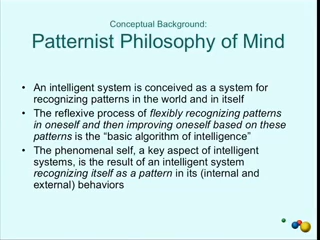 Conceptual Background:
Patternist Philosophy of Mind
• An intelligent system is conceived as a system for
recognizing patterns in the world and in itself
• The reflexive process of flexibly recognizing patterns
in oneself and then improving oneself based on these
patterns is the “basic algorithm of intelligence”
• The phenomenal self, a key aspect of intelligent
systems, is the result of an intelligent system
recognizing itself as a pattern in its (internal and
external) behaviors